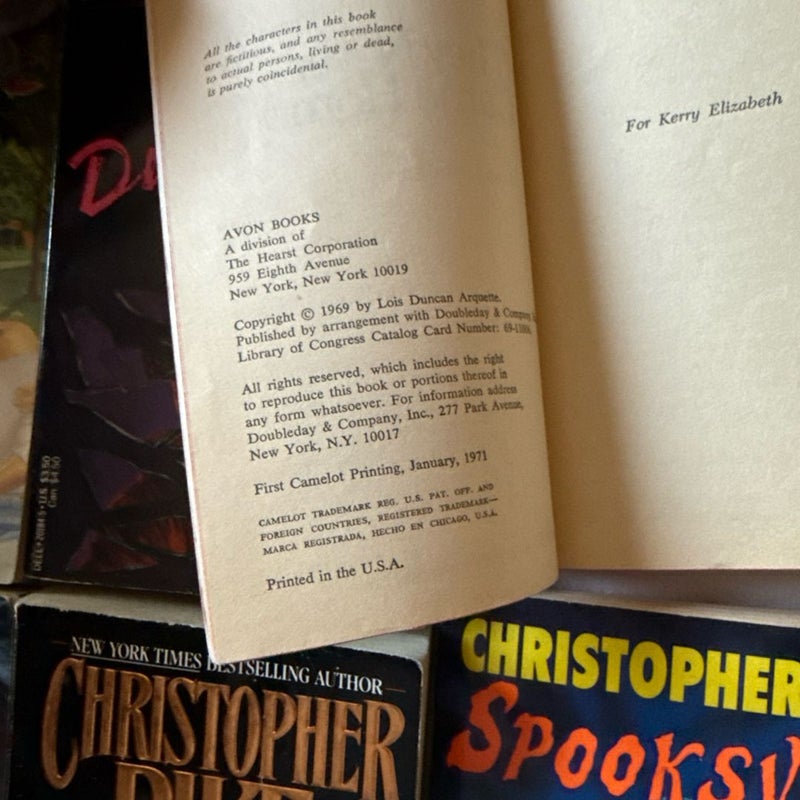 All the characters in this book
are fictitious, and any resemblance
to actual persons, living or dead,
is purely coincidental.
AVON BOOKS
A division of
The Hearst Corporation
959 Eighth Avenue
New York, New York 10019
Copyright © 1969 by Lois Duncan Arquette.
Published by arrangement with Doubleday & Company
Library of Congress Catalog Card Number:
All rights reserved, which includes the right
to reproduce this book or portions thereof in
any form whatsoever. For information address
Doubleday & Company, Inc., 277 Park Avenue,
New York, N.Y. 10017
First Camelot Printing, January, 1971
CAMELOT TRADEMARK REG. U.S. PAT. OFF. AND
FOREIGN COUNTRIES, REGISTERED TRADEMARK—
MARCA REGISTRADA, HECHO EN CHICAGO, U.S.A.
Printed in the U.S.A.
For Kerry Elizabeth
NEW YORK TIMES BESTSELLING AUTHOR
CHRISTOPHER
PIKE
CHRISTOPHER
SPOOKSV